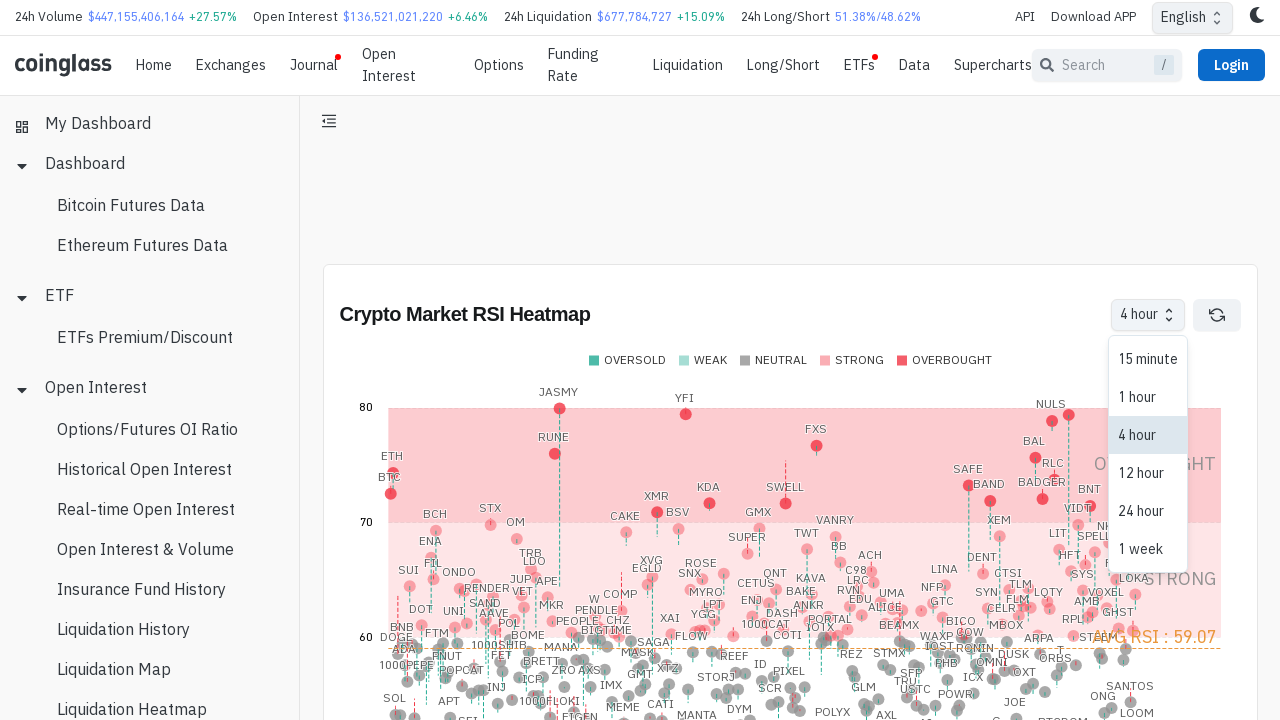 24h Volume $447,155,406,164 +27.57% Open Interest $136,521,021,220 +6.46% 24h Liquidation $677,784,727 +15.09% 24h Long/Short 51.38%/48.62% API Download APP English
coinglass Home Exchanges Journal Open Interest Options Funding Rate Liquidation Long/Short ETFs Data Supercharts Search / Login
My Dashboard
Dashboard
Bitcoin Futures Data
Ethereum Futures Data
ETF
ETFs Premium/Discount
Open Interest
Options/Futures OI Ratio
Historical Open Interest
Real-time Open Interest
Open Interest & Volume
Insurance Fund History
Liquidation History
Liquidation Map
Liquidation Heatmap
Crypto Market RSI Heatmap 4 hour
15 minute
1 hour
4 hour
12 hour
24 hour
1 week
OVERSOLD WEAK NEUTRAL STRONG OVERBOUGHT
80
JASMY YFI NULS
RUNE FXS BAL
ETH RLC
BTC SAFE BAND BADGER
XMR KDA SWELL BNT
70
STX BCH OM CAKE BSV GMX VANRY XEM VIDT
ENA TRB SUPER TWT BB LIT SPELL
FIL LDO XVG ROSE ACH DENT HFT
SUI ONDO JUP APE EGLU SNX QNT C98 LINA CTSI SYS LOKA
RENDER VET CETUS KAVA LRC NFP TLM
DOT UNI SAND MKR W COMP MYRO BAKE RVN UMA SYN LQTY VOXEL
AAVE PENDLE LPT ENJ ANKR EDU GTC FLM AMB
POL PEOPLE CHZ XAI YGG DASH ALICE CELR GHST
BNB FTM BOME BIGTIME FLOW 1000CAT PORTAL BEAMX BICO MBOX RPL
60
DOGE COTI IOTX WAXP COW ARPA STEEM
AVG RSI : 59.07
ADA 1000SHIB MANA SAGA IOST RONIN
1000PEPE PNUT FET BRETT MASK REEF REZ STMX PHB OMNI DUSK ORBS T
POPCAT ICP ZRO AXS GMT XTZ STORJ ID PIXEL SFP ICX OXT
SOL APT INJ 1000FLOKI IMX SCR GLM TRU USTC POWR SANTOS
MEME CATI DYM JOE ONG
EIGEN MANTA POLYX AXL LOOM
STRONG